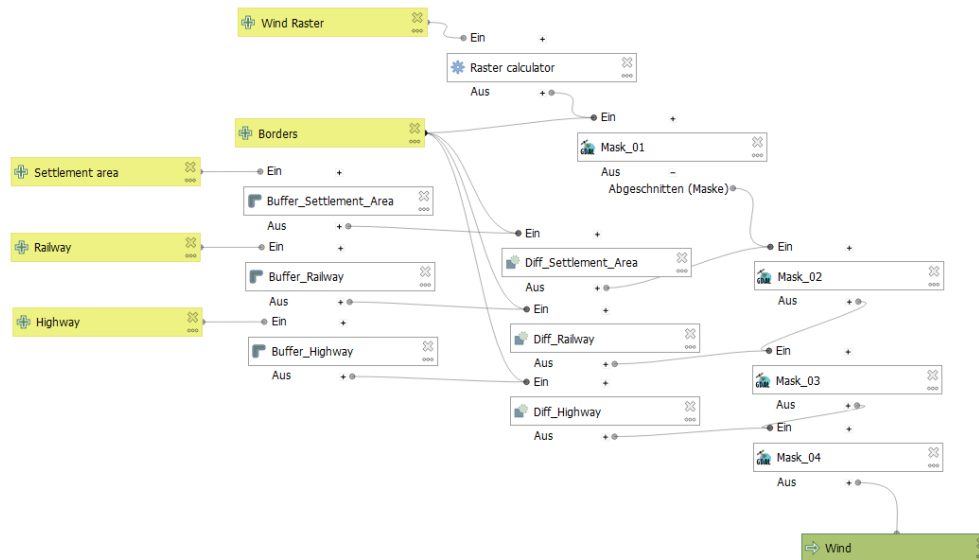 Wind Raster
Ein
Raster calculator
Aus
Ein
Borders
Mask_01
Aus
Abgeschnitten (Maske)
Settlement area
Ein
Buffer_Settlement_Area
Aus
Ein
Railway
Ein
Buffer_Railway
Aus
Diff_Settlement_Area
Aus
Ein
Mask_02
Aus
Highway
Ein
Buffer_Highway
Aus
Ein
Diff_Railway
Aus
Ein
Mask_03
Aus
Ein
Diff_Highway
Aus
Ein
Mask_04
Aus
Wind